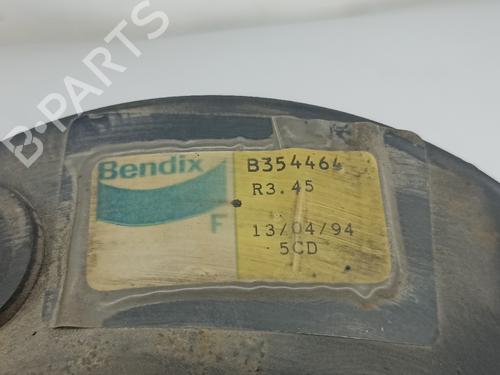 Bendix
F
B354464
R3.45
13/04/94
5CD
B-PARTS